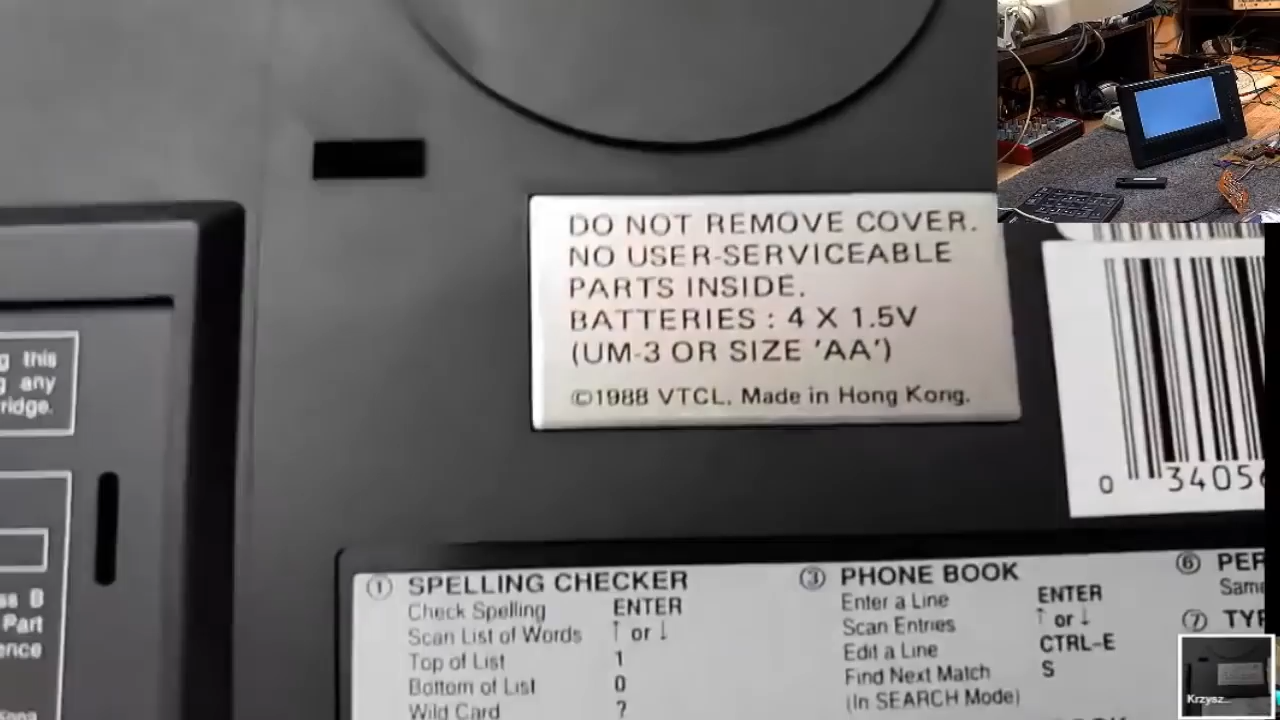 DO NOT REMOVE COVER.
NO USER-SERVICEABLE
PARTS INSIDE.
BATTERIES : 4 X 1.5V
(UM-3 OR SIZE 'AA')
©1988 VTCL. Made in Hong Kong.
this
any
ridge.
B
Part
0 3405
① SPELLING CHECKER
Check Spelling ENTER
Scan List of Words ↑ or ↓
Top of List 1
Bottom of List 0
Wild Card ?
③ PHONE BOOK
Enter a Line ENTER
Scan Entries ↑ or ↓
Edit a Line CTRL-E
Find Next Match S
(In SEARCH Mode)
⑥ PER
Same
⑦ TYP
Krzysz...